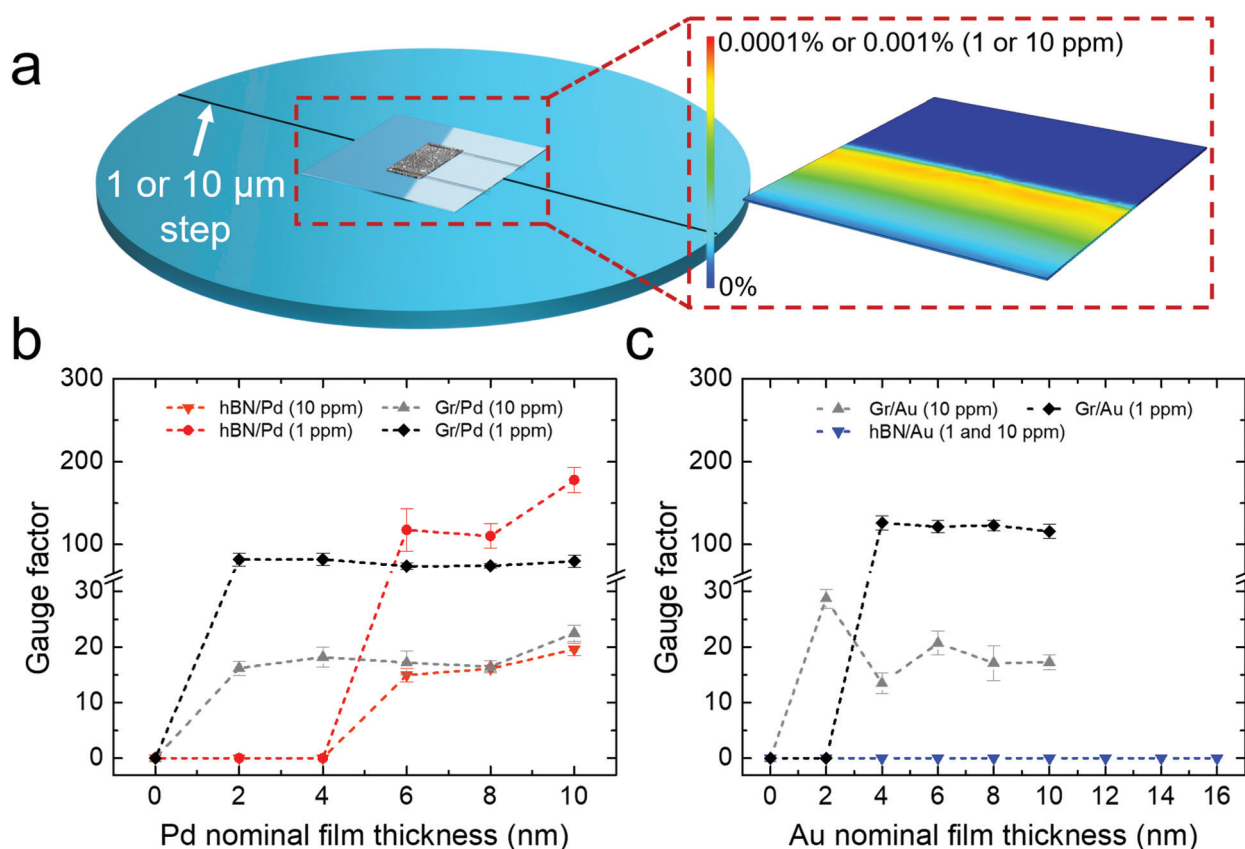 a
0.0001% or 0.001% (1 or 10 ppm)
1 or 10 μm
step
0%
b
300
200
100
30
20
10
0
Gauge factor
hBN/Pd (10 ppm)
hBN/Pd (1 ppm)
Gr/Pd (10 ppm)
Gr/Pd (1 ppm)
0 2 4 6 8 10
Pd nominal film thickness (nm)
c
300
200
100
30
20
10
0
Gauge factor
Gr/Au (10 ppm)
Gr/Au (1 ppm)
hBN/Au (1 and 10 ppm)
0 2 4 6 8 10 12 14 16
Au nominal film thickness (nm)